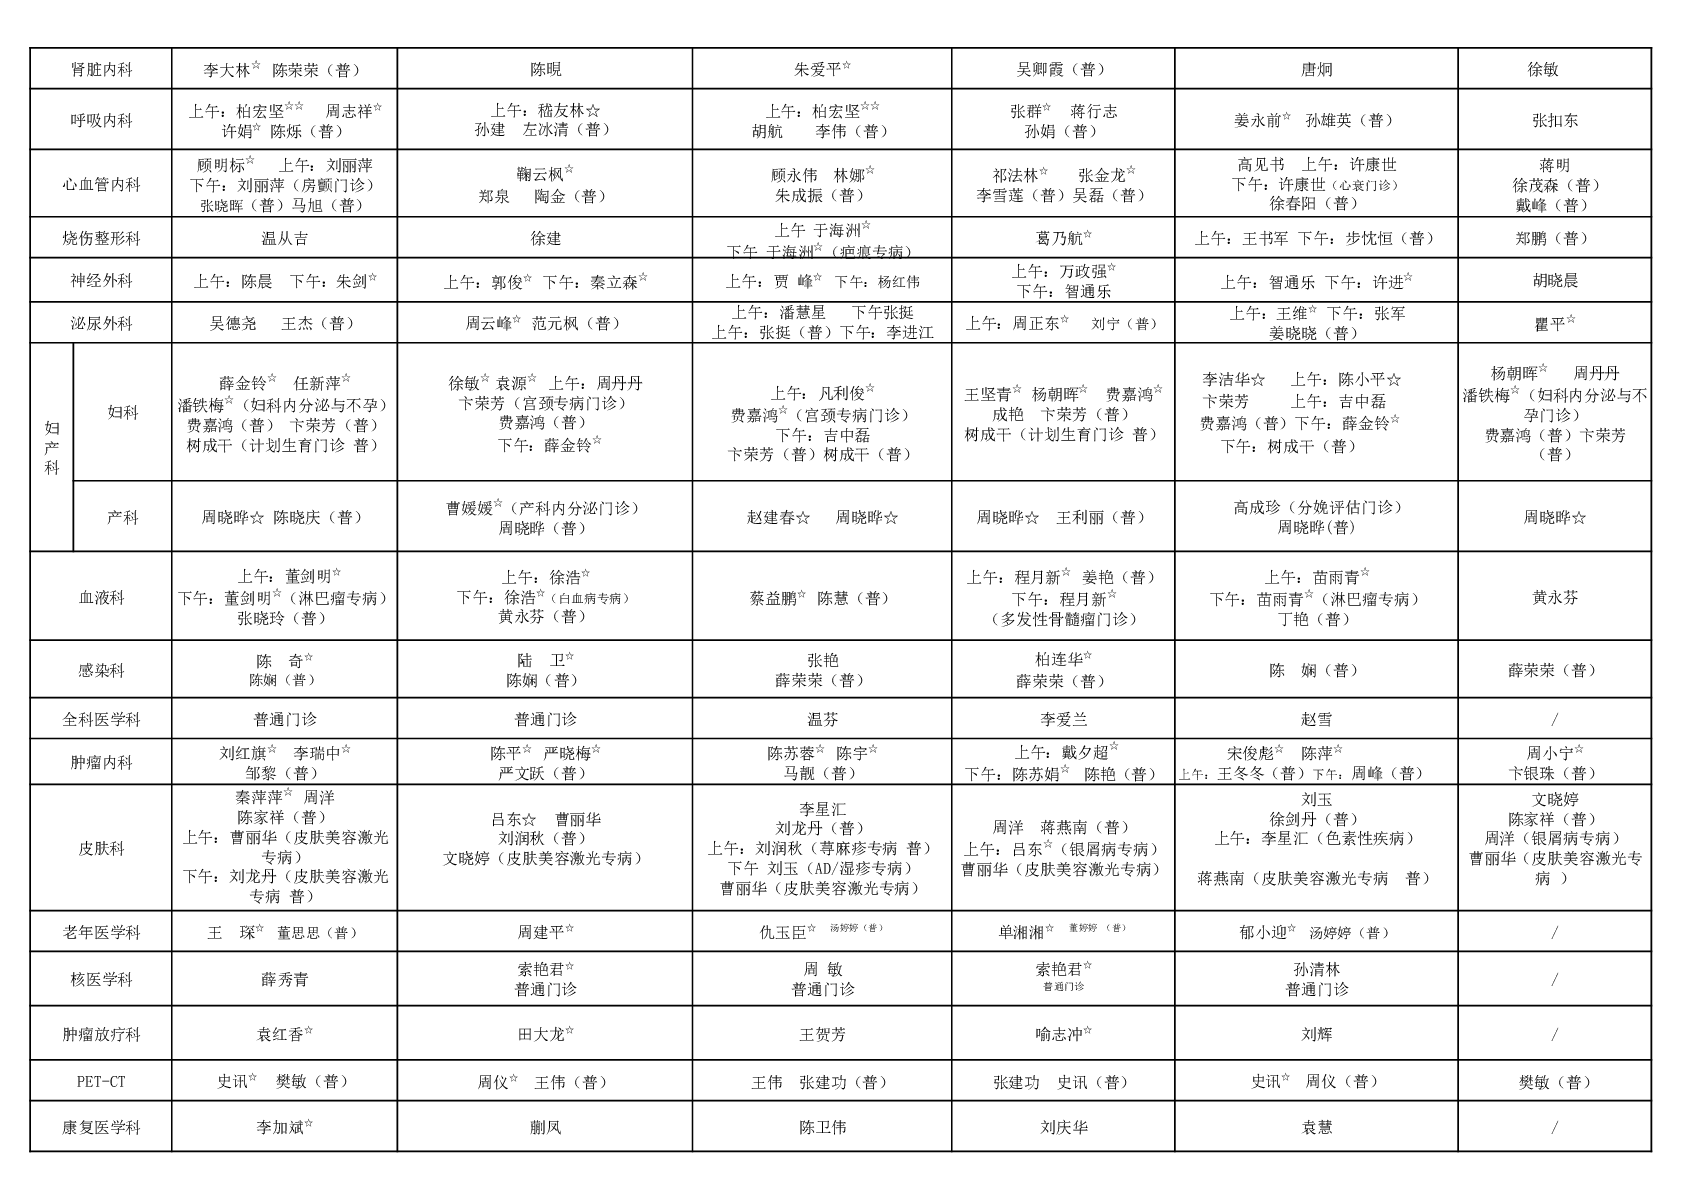 肾脏内科
李大林☆ 陈荣荣（普）
陈晛
朱爱平☆
吴卿霞（普）
唐炯
徐敏
呼吸内科
上午：柏宏坚☆☆ 周志祥☆
许娟☆ 陈烁（普）
上午：嵇友林☆
孙建 左冰清（普）
上午：柏宏坚☆☆
胡航 李伟（普）
张群☆ 蒋行志
孙娟（普）
姜永前☆ 孙雄英（普）
张扣东
心血管内科
顾明标☆ 上午：刘丽萍
下午：刘丽萍（房颤门诊）
张晓晖（普）马旭（普）
鞠云枫☆
郑泉 陶金（普）
顾永伟 林娜☆
朱成振（普）
祁法林☆ 张金龙☆
李雪莲（普）吴磊（普）
高见书 上午：许康世
下午：许康世（心衰门诊）
徐春阳（普）
蒋明
徐茂森（普）
戴峰（普）
烧伤整形科
温从吉
徐建
上午 于海洲☆
下午 于海洲☆（疤痕专病）
葛乃航☆
上午：王书军 下午：步忱恒（普）
郑鹏（普）
神经外科
上午：陈晨 下午：朱剑☆
上午：郭俊☆ 下午：秦立森☆
上午：贾 峰☆ 下午：杨红伟
上午：万政强☆
下午：智通乐
上午：智通乐 下午：许进☆
胡晓晨
泌尿外科
吴德尧 王杰（普）
周云峰☆ 范元枫（普）
上午：潘慧星 下午张挺
上午：张挺（普）下午：李进江
上午：周正东☆ 刘宁（普）
上午：王维☆ 下午：张军
姜晓晓（普）
瞿平☆
妇
产
科
妇科
薛金铃☆ 任新萍☆
潘铁梅☆（妇科内分泌与不孕）
费嘉鸿（普） 卞荣芳（普）
树成干（计划生育门诊 普）
徐敏☆ 袁源☆ 上午：周丹丹
卞荣芳（宫颈专病门诊）
费嘉鸿（普）
下午：薛金铃☆
上午：凡利俊☆
费嘉鸿☆（宫颈专病门诊）
下午：吉中磊
卞荣芳（普）树成干（普）
王坚青☆ 杨朝晖☆ 费嘉鸿☆
成艳 卞荣芳（普）
树成干（计划生育门诊 普）
李洁华☆ 上午：陈小平☆
卞荣芳 上午：吉中磊
费嘉鸿（普）下午：薛金铃☆
下午：树成干（普）
杨朝晖☆ 周丹丹
潘铁梅☆（妇科内分泌与不
孕门诊）
费嘉鸿（普）卞荣芳
（普）
产科
周晓晔☆ 陈晓庆（普）
曹媛媛☆（产科内分泌门诊）
周晓晔（普）
赵建春☆ 周晓晔☆
周晓晔☆ 王利丽（普）
高成珍（分娩评估门诊）
周晓晔(普)
周晓晔☆
血液科
上午：董剑明☆
下午：董剑明☆（淋巴瘤专病）
张晓玲（普）
上午：徐浩☆
下午：徐浩☆（白血病专病）
黄永芬（普）
蔡益鹏☆ 陈慧（普）
上午：程月新☆ 姜艳（普）
下午：程月新☆
（多发性骨髓瘤门诊）
上午：苗雨青☆
下午：苗雨青☆（淋巴瘤专病）
丁艳（普）
黄永芬
感染科
陈 奇☆
陈娴（普）
陆 卫☆
陈娴（普）
张艳
薛荣荣（普）
柏连华☆
薛荣荣（普）
陈 娴（普）
薛荣荣（普）
全科医学科
普通门诊
普通门诊
温芬
李爱兰
赵雪
/
肿瘤内科
刘红旗☆ 李瑞中☆
邹黎（普）
陈平☆ 严晓梅☆
严文跃（普）
陈苏蓉☆ 陈宇☆
马靓（普）
上午：戴夕超☆
下午：陈苏娟☆ 陈艳（普）
宋俊彪☆ 陈萍☆
上午：王冬冬（普）下午：周峰（普）
周小宁☆
卞银珠（普）
皮肤科
秦萍萍☆ 周洋
陈家祥（普）
上午：曹丽华（皮肤美容激光
专病）
下午：刘龙丹（皮肤美容激光
专病 普）
吕东☆ 曹丽华
刘润秋（普）
文晓婷（皮肤美容激光专病）
李星汇
刘龙丹（普）
上午：刘润秋（荨麻疹专病 普）
下午 刘玉（AD/湿疹专病）
曹丽华（皮肤美容激光专病）
周洋 蒋燕南（普）
上午：吕东☆（银屑病专病）
曹丽华（皮肤美容激光专病）
刘玉
徐剑丹（普）
上午：李星汇（色素性疾病）
蒋燕南（皮肤美容激光专病 普）
文晓婷
陈家祥（普）
周洋（银屑病专病）
曹丽华（皮肤美容激光专
病 ）
老年医学科
王 琛☆ 董思思（普）
周建平☆
仇玉臣☆ 汤婷婷（普）
单湘湘☆ 董婷婷 （普）
郁小迎☆ 汤婷婷（普）
/
核医学科
薛秀青
索艳君☆
普通门诊
周 敏
普通门诊
索艳君☆
普通门诊
孙清林
普通门诊
/
肿瘤放疗科
袁红香☆
田大龙☆
王贺芳
喻志冲☆
刘辉
/
PET-CT
史讯☆ 樊敏（普）
周仪☆ 王伟（普）
王伟 张建功（普）
张建功 史讯（普）
史讯☆ 周仪（普）
樊敏（普）
康复医学科
李加斌☆
蒯凤
陈卫伟
刘庆华
袁慧
/